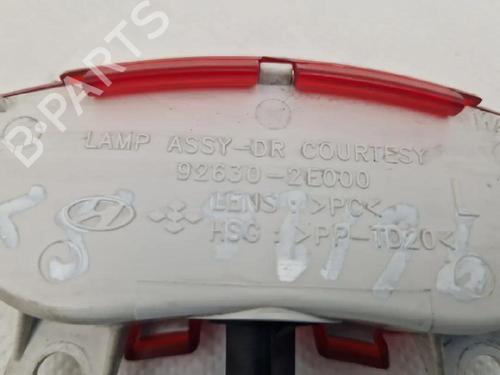 B-PARTS
LAMP ASSY-DR COURTESY
92630-2E000
LENS : >PC<
HSG : >PP-TD20<